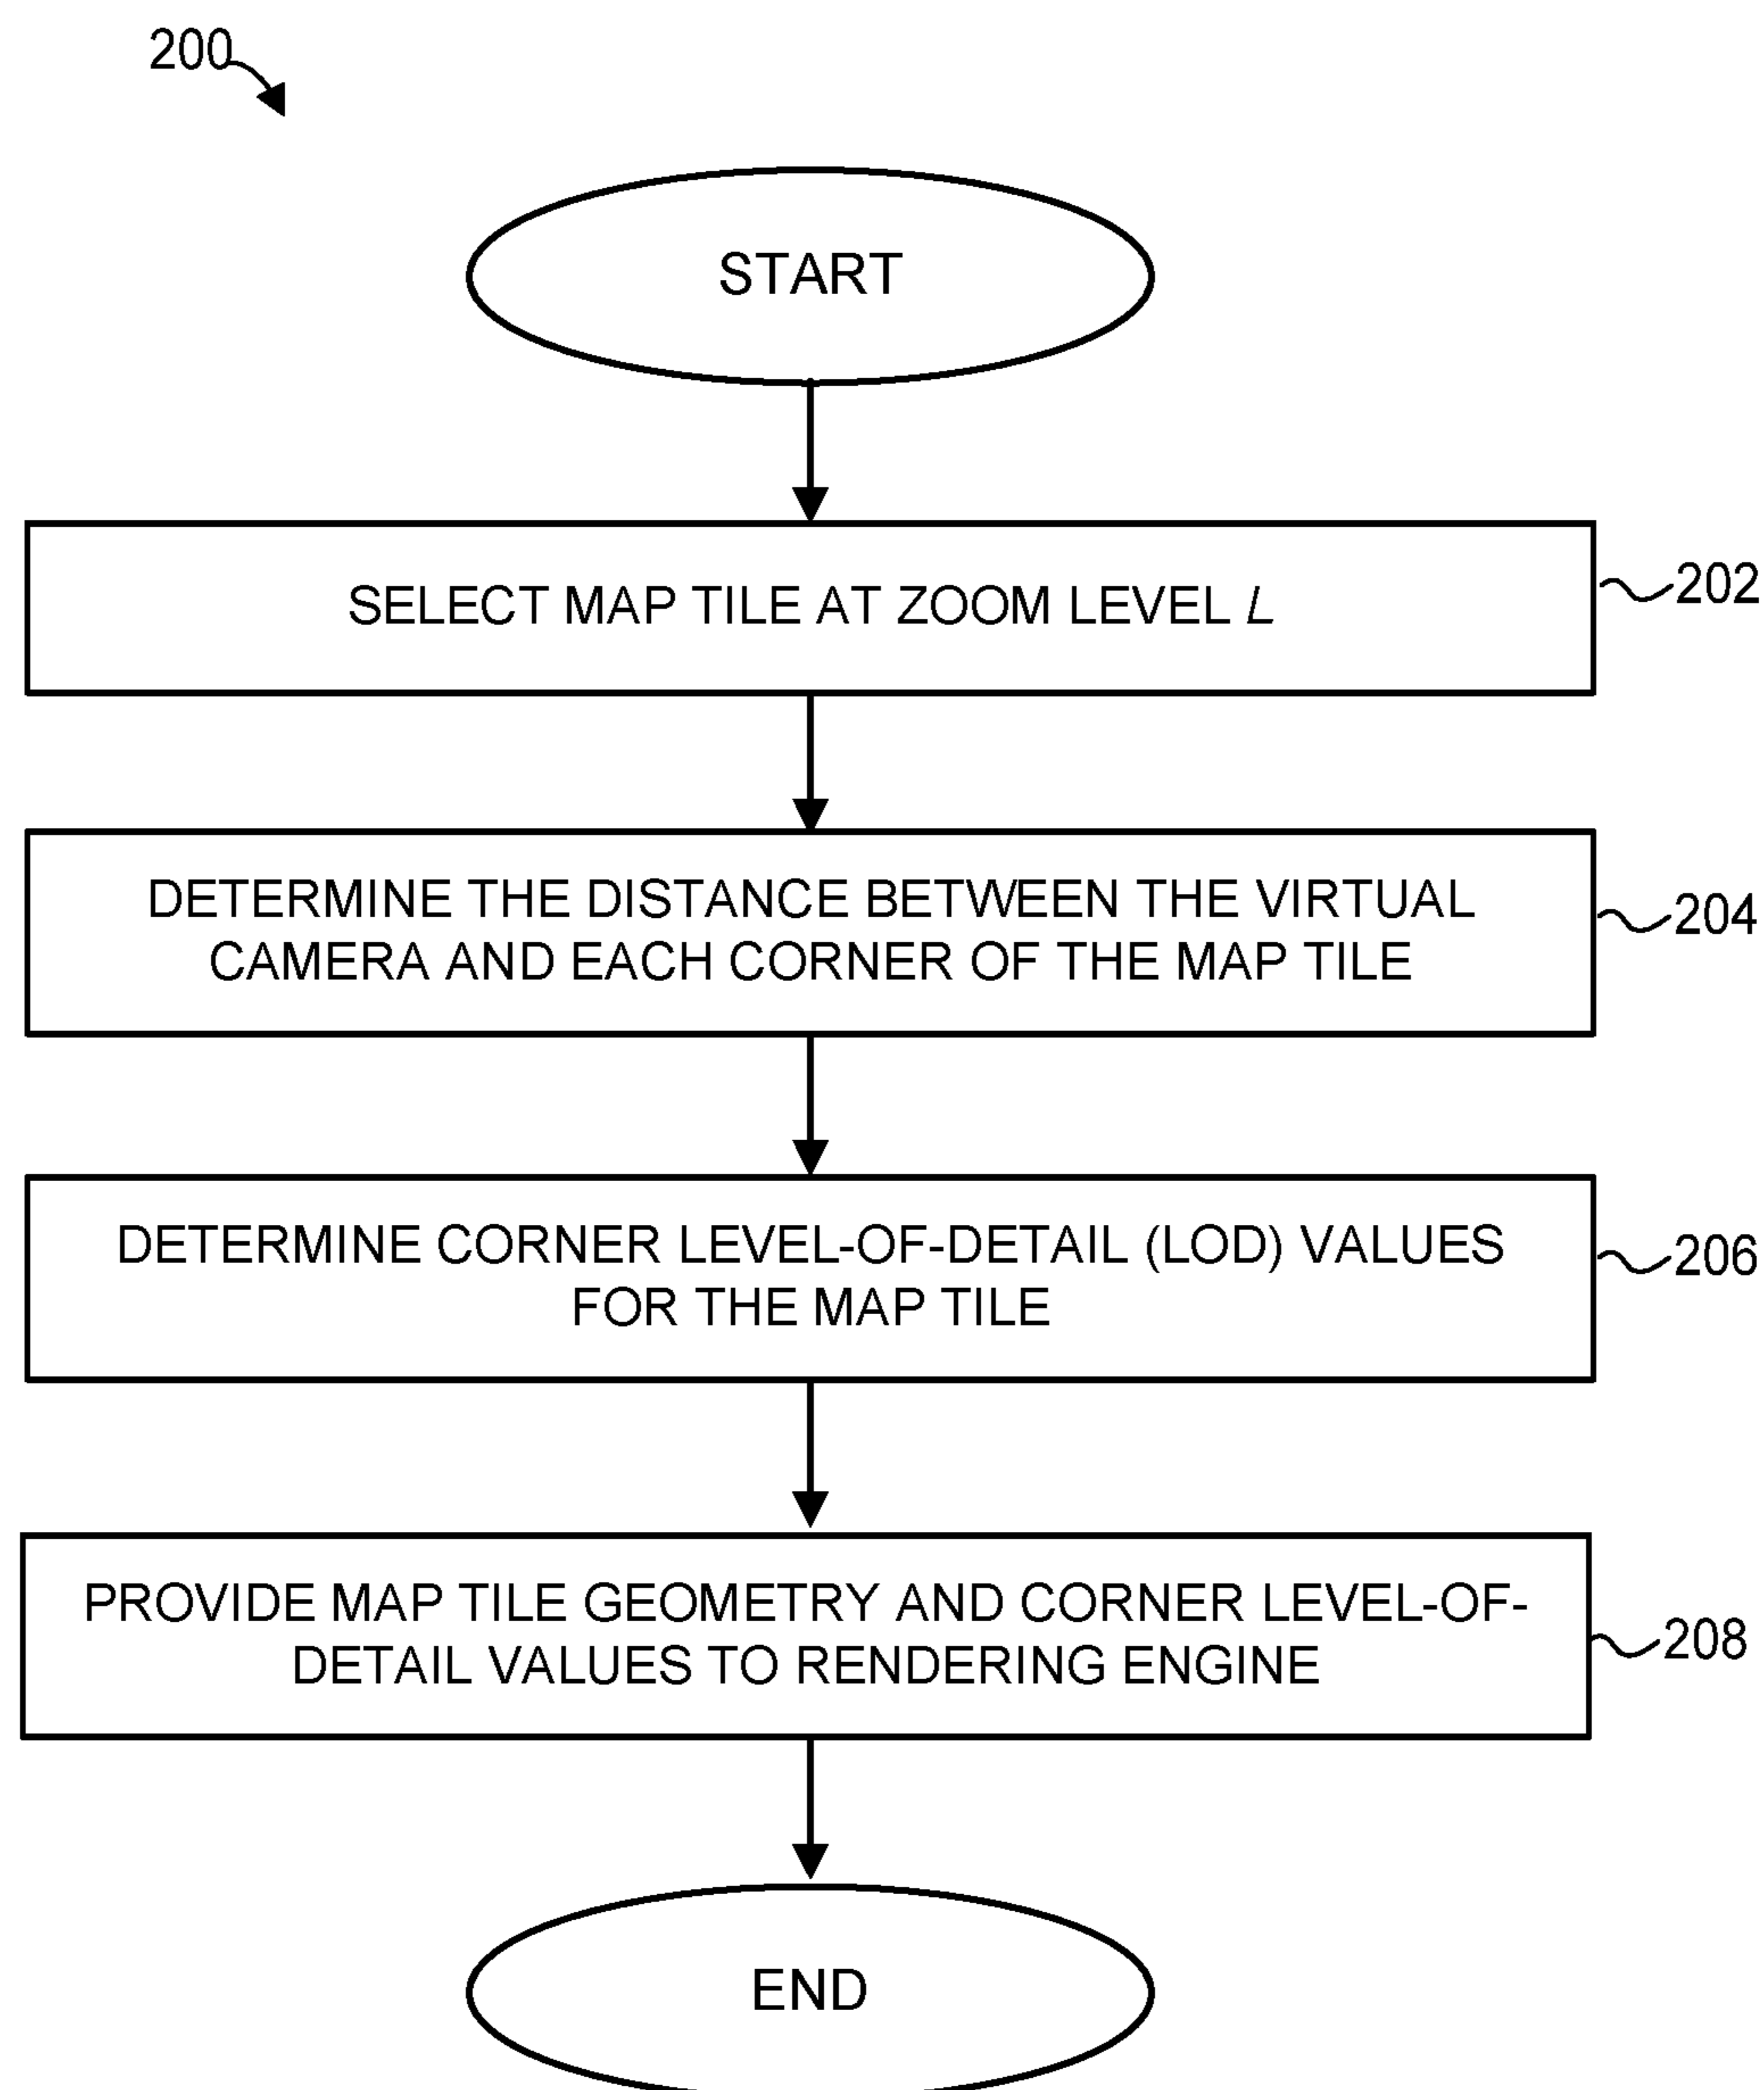 200
START
SELECT MAP TILE AT ZOOM LEVEL L
202
DETERMINE THE DISTANCE BETWEEN THE VIRTUAL
CAMERA AND EACH CORNER OF THE MAP TILE
204
DETERMINE CORNER LEVEL-OF-DETAIL (LOD) VALUES
FOR THE MAP TILE
206
PROVIDE MAP TILE GEOMETRY AND CORNER LEVEL-OF-
DETAIL VALUES TO RENDERING ENGINE
208
END